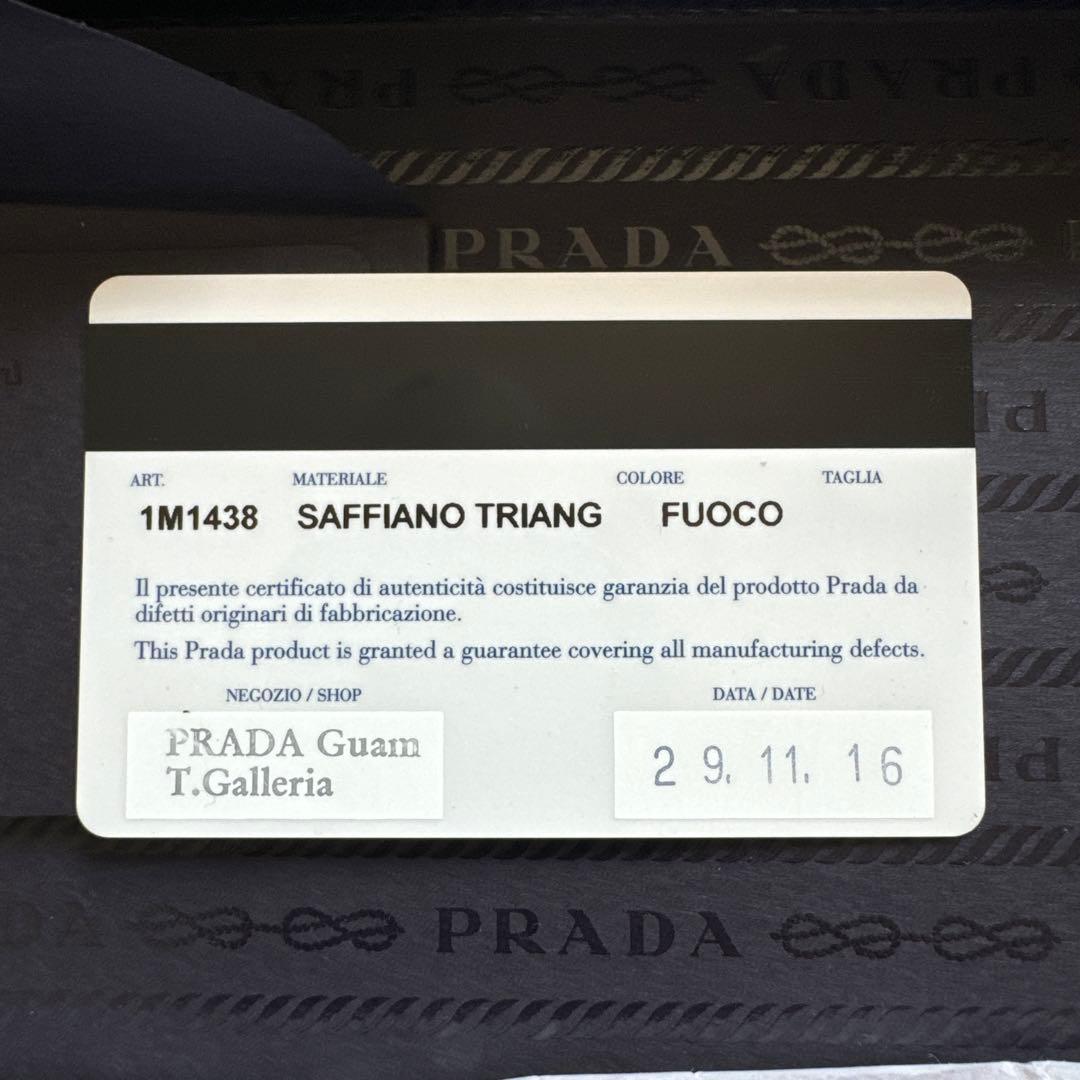 PRADA PRADA
PRADA
ART. MATERIALE COLORE TAGLIA
1M1438 SAFFIANO TRIANG FUOCO
Il presente certificato di autenticità costituisce garanzia del prodotto Prada da
difetti originari di fabbricazione.
This Prada product is granted a guarantee covering all manufacturing defects.
NEGOZIO / SHOP DATA / DATE
PRADA Guam
T.Galleria
29. 11. 16
PRADA